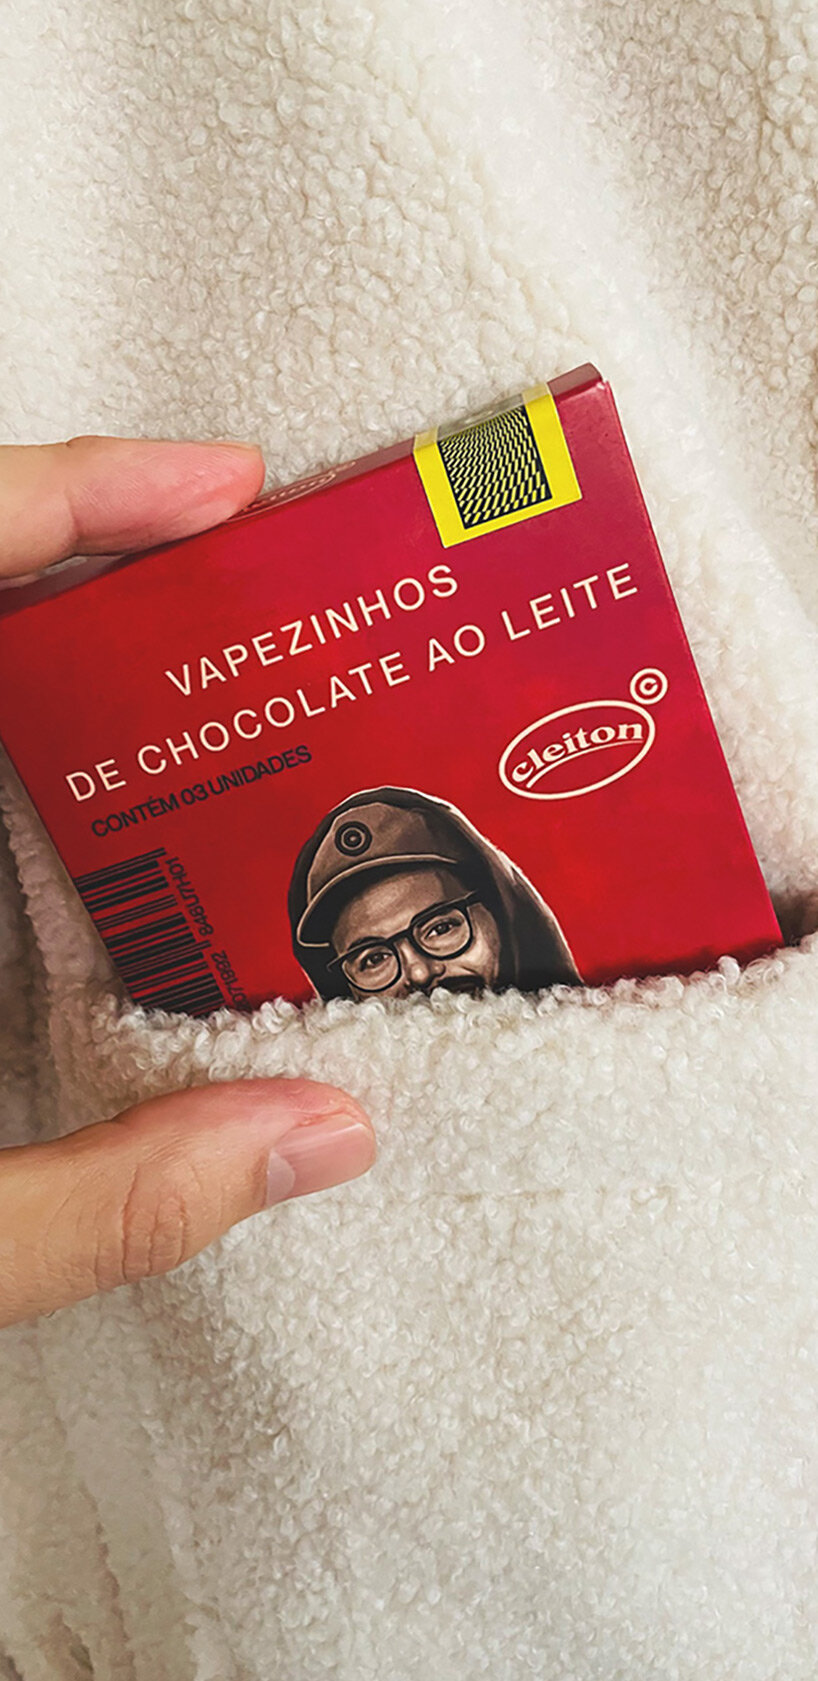 VAPEZINHOS
DE CHOCOLATE AO LEITE
CONTÉM 03 UNIDADES
©
cleiton